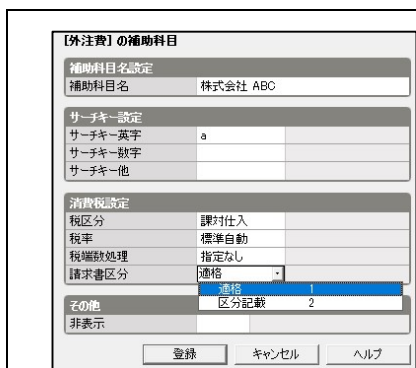 [外注費] の補助科目
補助科目名設定
補助科目名 株式会社 ABC
サーチキー設定
サーチキー英字 a
サーチキー数字
サーチキー他
消費税設定
税区分 課対仕入
税率 標準自動
税端数処理 指定なし
請求書区分 適格
適格 1
区分記載 2
その他
非表示
登録 キャンセル ヘルプ